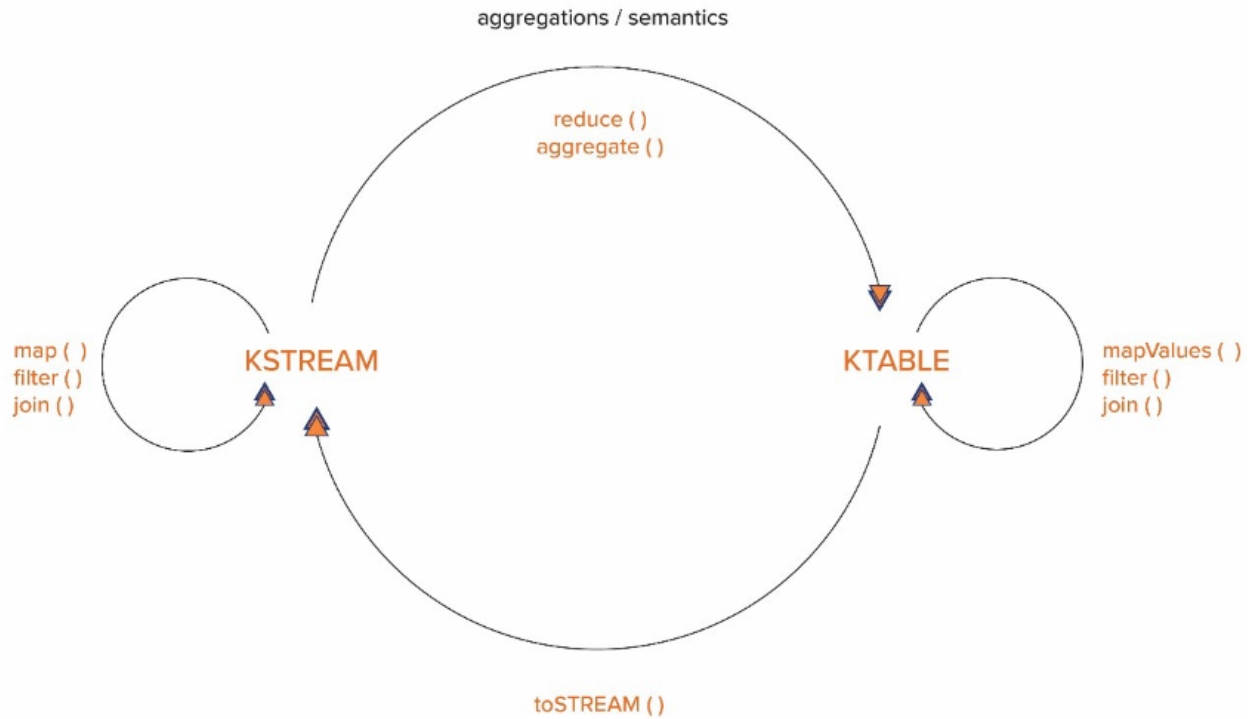 aggregations / semantics
reduce ( )
aggregate ( )
map ( )
filter ( )
join ( )
KSTREAM
KTABLE
mapValues ( )
filter ( )
join ( )
toSTREAM ( )